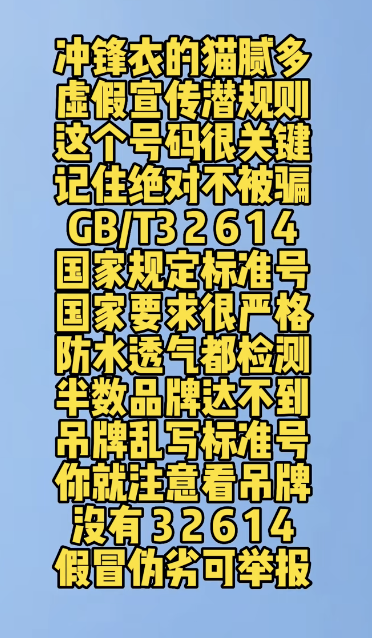 冲锋衣的猫腻多
虚假宣传潜规则
这个号码很关键
记住绝对不被骗
GB/T32614
国家规定标准号
国家要求很严格
防水透气都检测
半数品牌达不到
吊牌乱写标准号
你就注意看吊牌
没有32614
假冒伪劣可举报